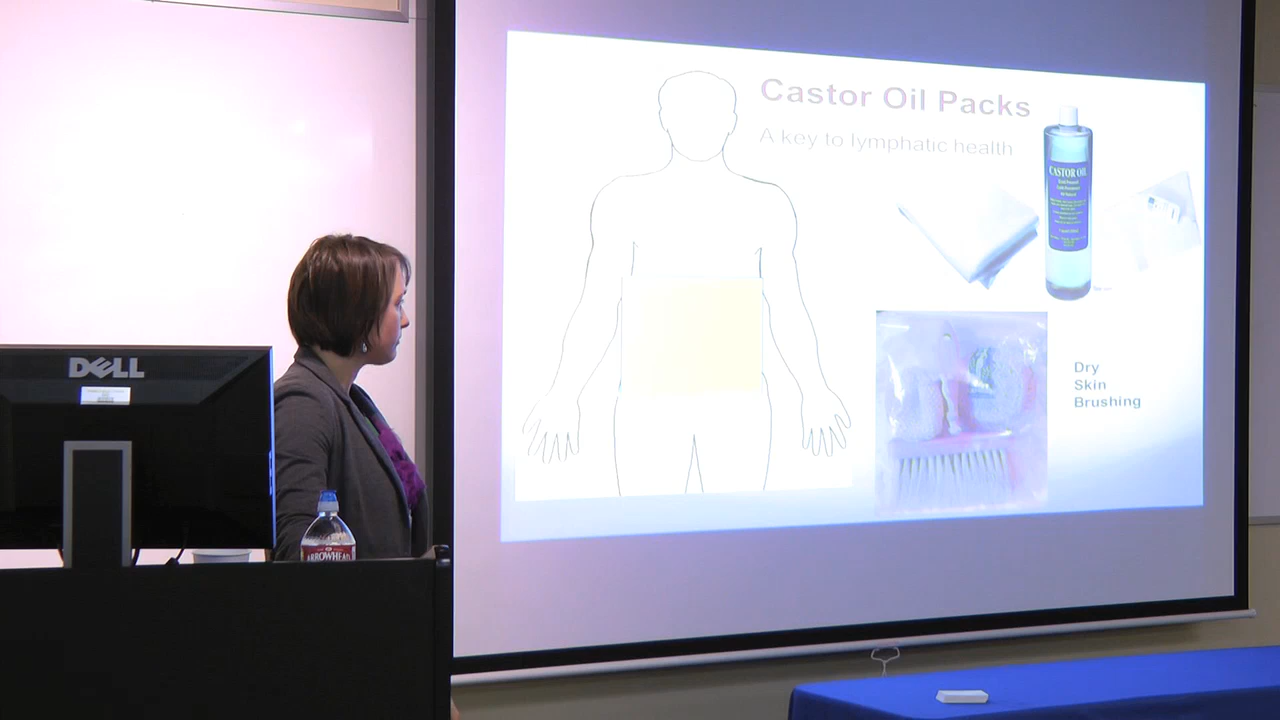 Castor Oil Packs
A key to lymphatic health
CASTOR OIL
Dry
Skin
Brushing
DELL
ARROWHEAD